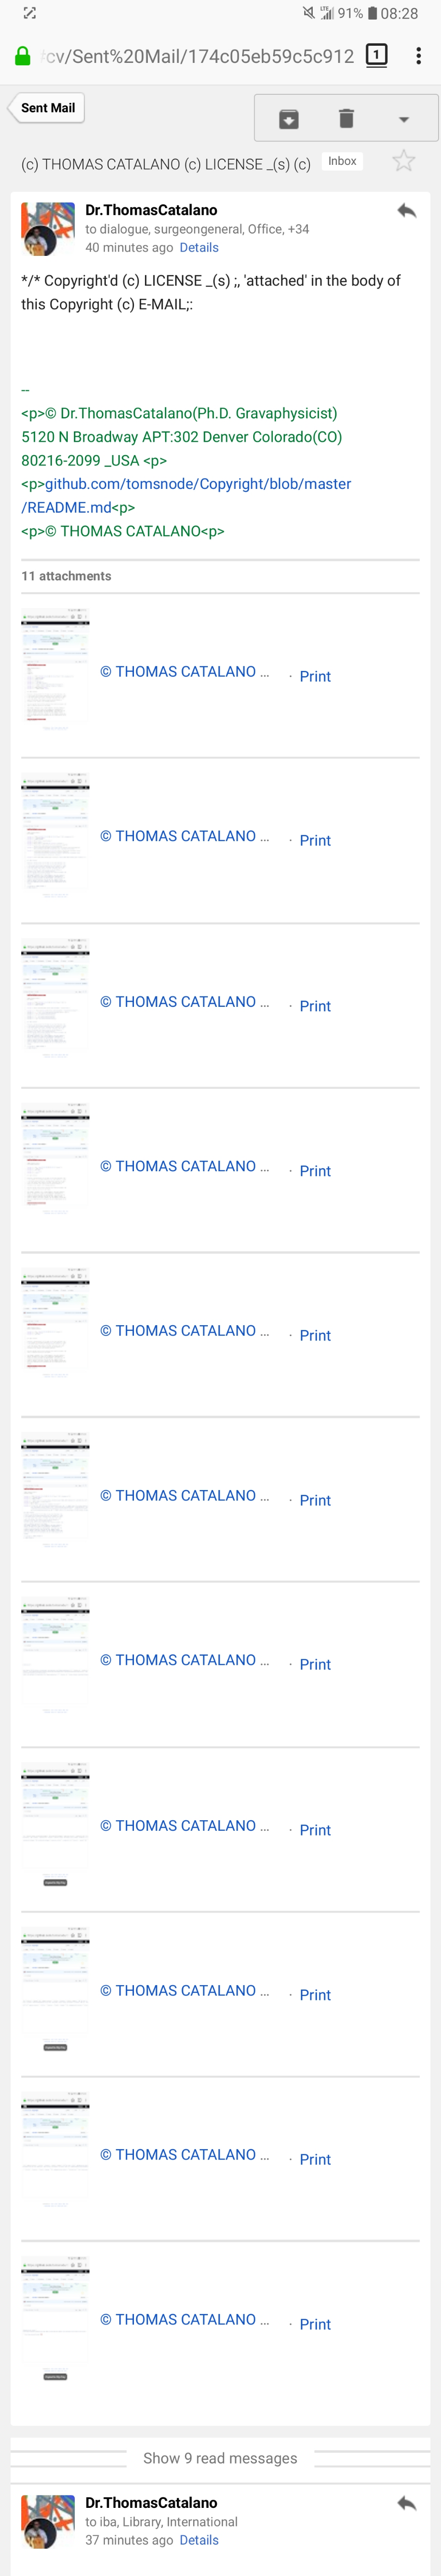 91% 08:28
cv/Sent%20Mail/174c05eb59c5c912 1
Sent Mail
(c) THOMAS CATALANO (c) LICENSE _(s) (c) Inbox
Dr.ThomasCatalano
to dialogue, surgeongeneral, Office, +34
40 minutes ago Details
*/* Copyright'd (c) LICENSE _(s) ;, 'attached' in the body of
this Copyright (c) E-MAIL;:
--
<p>© Dr.ThomasCatalano(Ph.D. Gravaphysicist)
5120 N Broadway APT:302 Denver Colorado(CO)
80216-2099 _USA <p>
<p>github.com/tomsnode/Copyright/blob/master
/README.md<p>
<p>© THOMAS CATALANO<p>
11 attachments
© THOMAS CATALANO ... · Print
© THOMAS CATALANO ... · Print
© THOMAS CATALANO ... · Print
© THOMAS CATALANO ... · Print
© THOMAS CATALANO ... · Print
© THOMAS CATALANO ... · Print
© THOMAS CATALANO ... · Print
© THOMAS CATALANO ... · Print
© THOMAS CATALANO ... · Print
© THOMAS CATALANO ... · Print
© THOMAS CATALANO ... · Print
Show 9 read messages
Dr.ThomasCatalano
to iba, Library, International
37 minutes ago Details